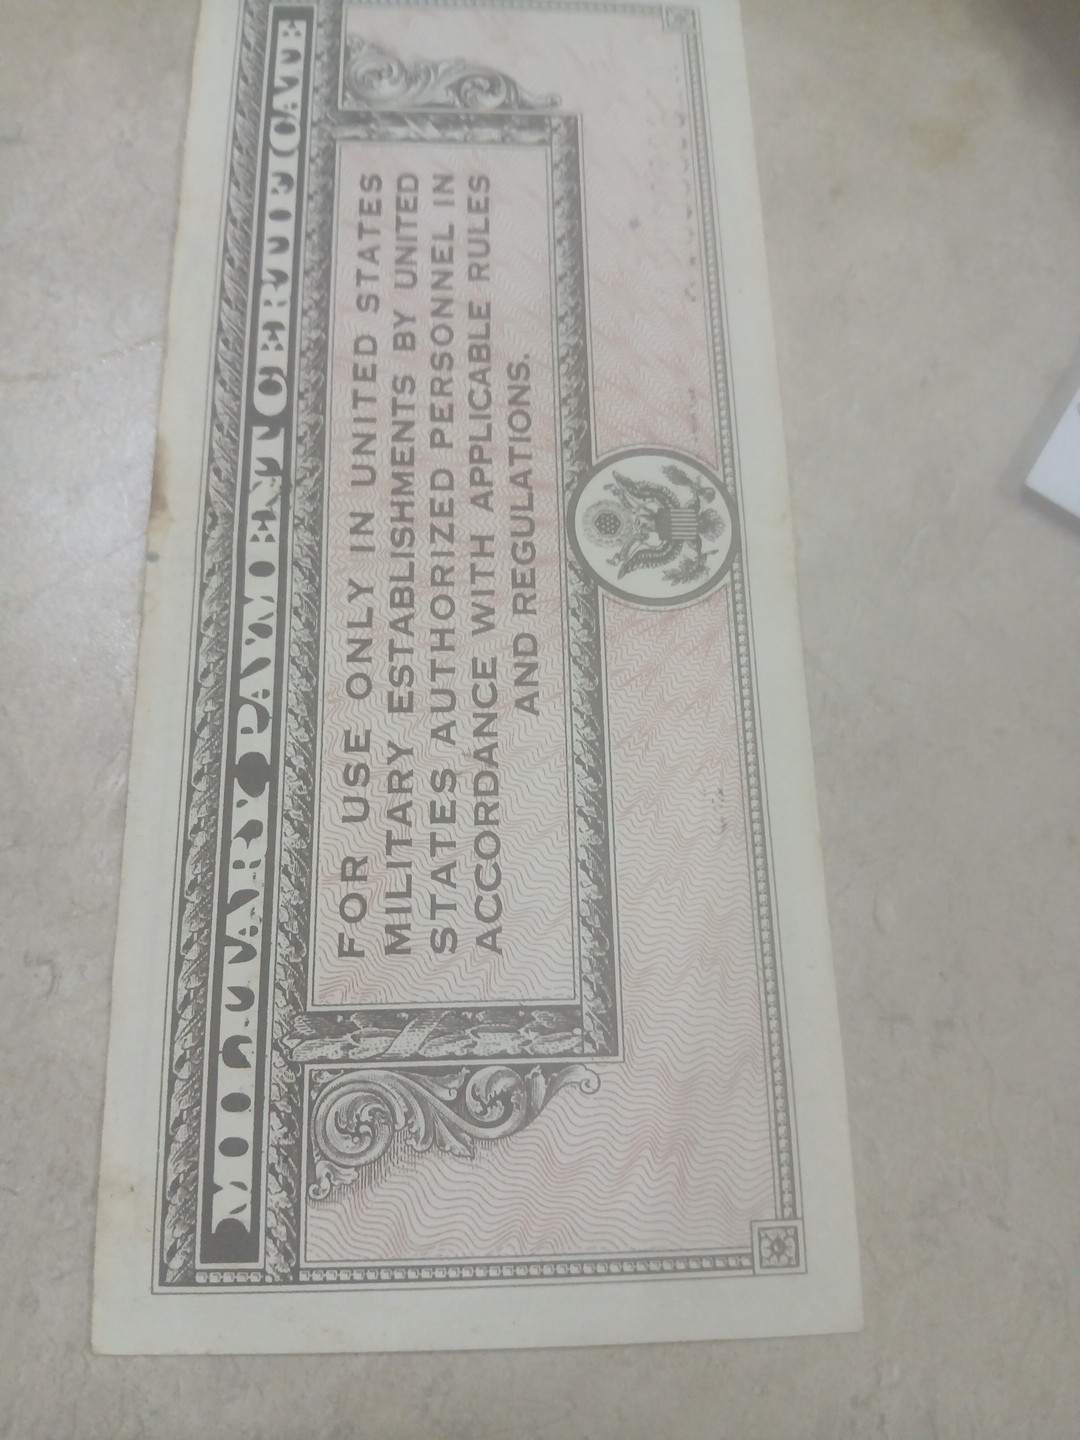 MILITARY PAYMENT CERTIFICATE
FOR USE ONLY IN UNITED STATES
MILITARY ESTABLISHMENTS BY UNITED
STATES AUTHORIZED PERSONNEL IN
ACCORDANCE WITH APPLICABLE RULES
AND REGULATIONS.